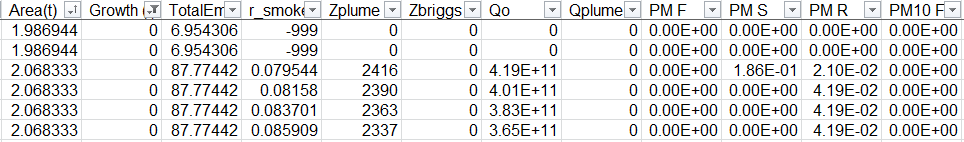 Area(t) Growth ( TotalEm r_smoke Zplume Zbriggs Qo Qplume PM F PM S PM R PM10 F
1.986944 0 6.954306 -999 0 0 0 0 0.00E+00 0.00E+00 0.00E+00 0.00E+00
1.986944 0 6.954306 -999 0 0 0 0 0.00E+00 0.00E+00 0.00E+00 0.00E+00
2.068333 0 87.77442 0.079544 2416 0 4.19E+11 0 0.00E+00 1.86E-01 2.10E-02 0.00E+00
2.068333 0 87.77442 0.08158 2390 0 4.01E+11 0 0.00E+00 0.00E+00 4.19E-02 0.00E+00
2.068333 0 87.77442 0.083701 2363 0 3.83E+11 0 0.00E+00 0.00E+00 4.19E-02 0.00E+00
2.068333 0 87.77442 0.085909 2337 0 3.65E+11 0 0.00E+00 0.00E+00 4.19E-02 0.00E+00